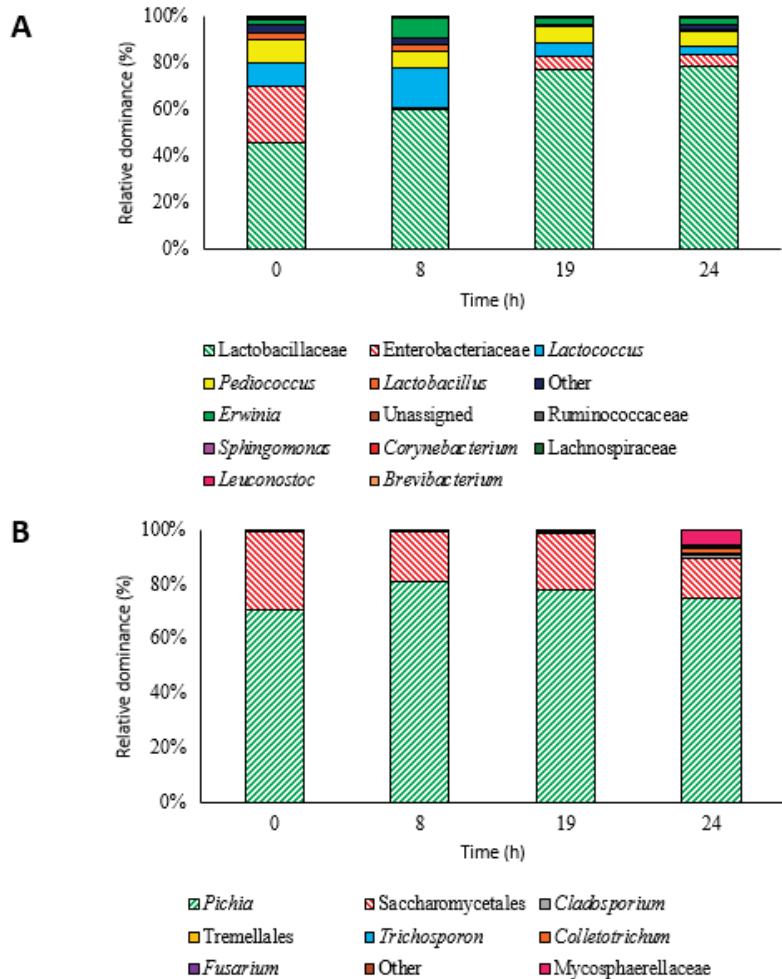 A
Relative dominance (%)
100%
80%
60%
40%
20%
0%
0 8 19 24
Time (h)
Lactobacillaceae Enterobacteriaceae Lactococcus
Pediococcus Lactobacillus Other
Erwinia Unassigned Ruminococcaceae
Sphingomonas Corynebacterium Lachnospiraceae
Leuconostoc Brevibacterium
B
Relative dominance (%)
100%
80%
60%
40%
20%
0%
0 8 19 24
Time (h)
Pichia Saccharomycetales Cladosporium
Tremellales Trichosporon Colletotrichum
Fusarium Other Mycosphaerellaceae